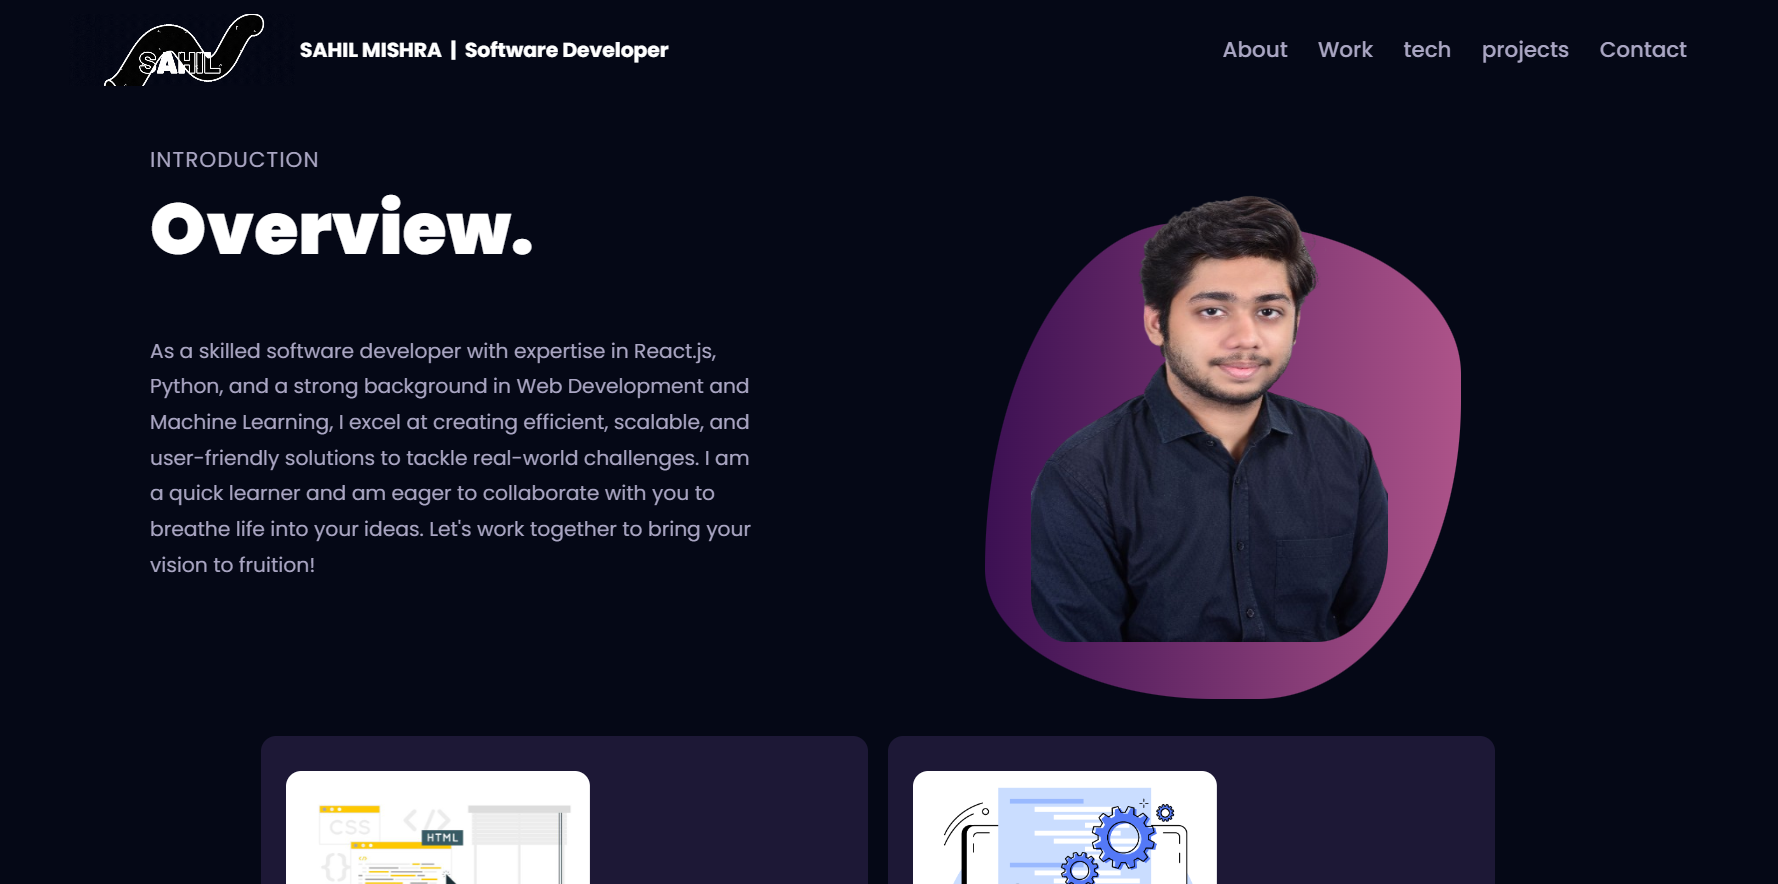 SAHIL
SAHIL MISHRA | Software Developer
About Work tech projects Contact
INTRODUCTION
Overview.
As a skilled software developer with expertise in React.js,
Python, and a strong background in Web Development and
Machine Learning, I excel at creating efficient, scalable, and
user-friendly solutions to tackle real-world challenges. I am
a quick learner and am eager to collaborate with you to
breathe life into your ideas. Let's work together to bring your
vision to fruition!
CSS
</>
HTML
{}